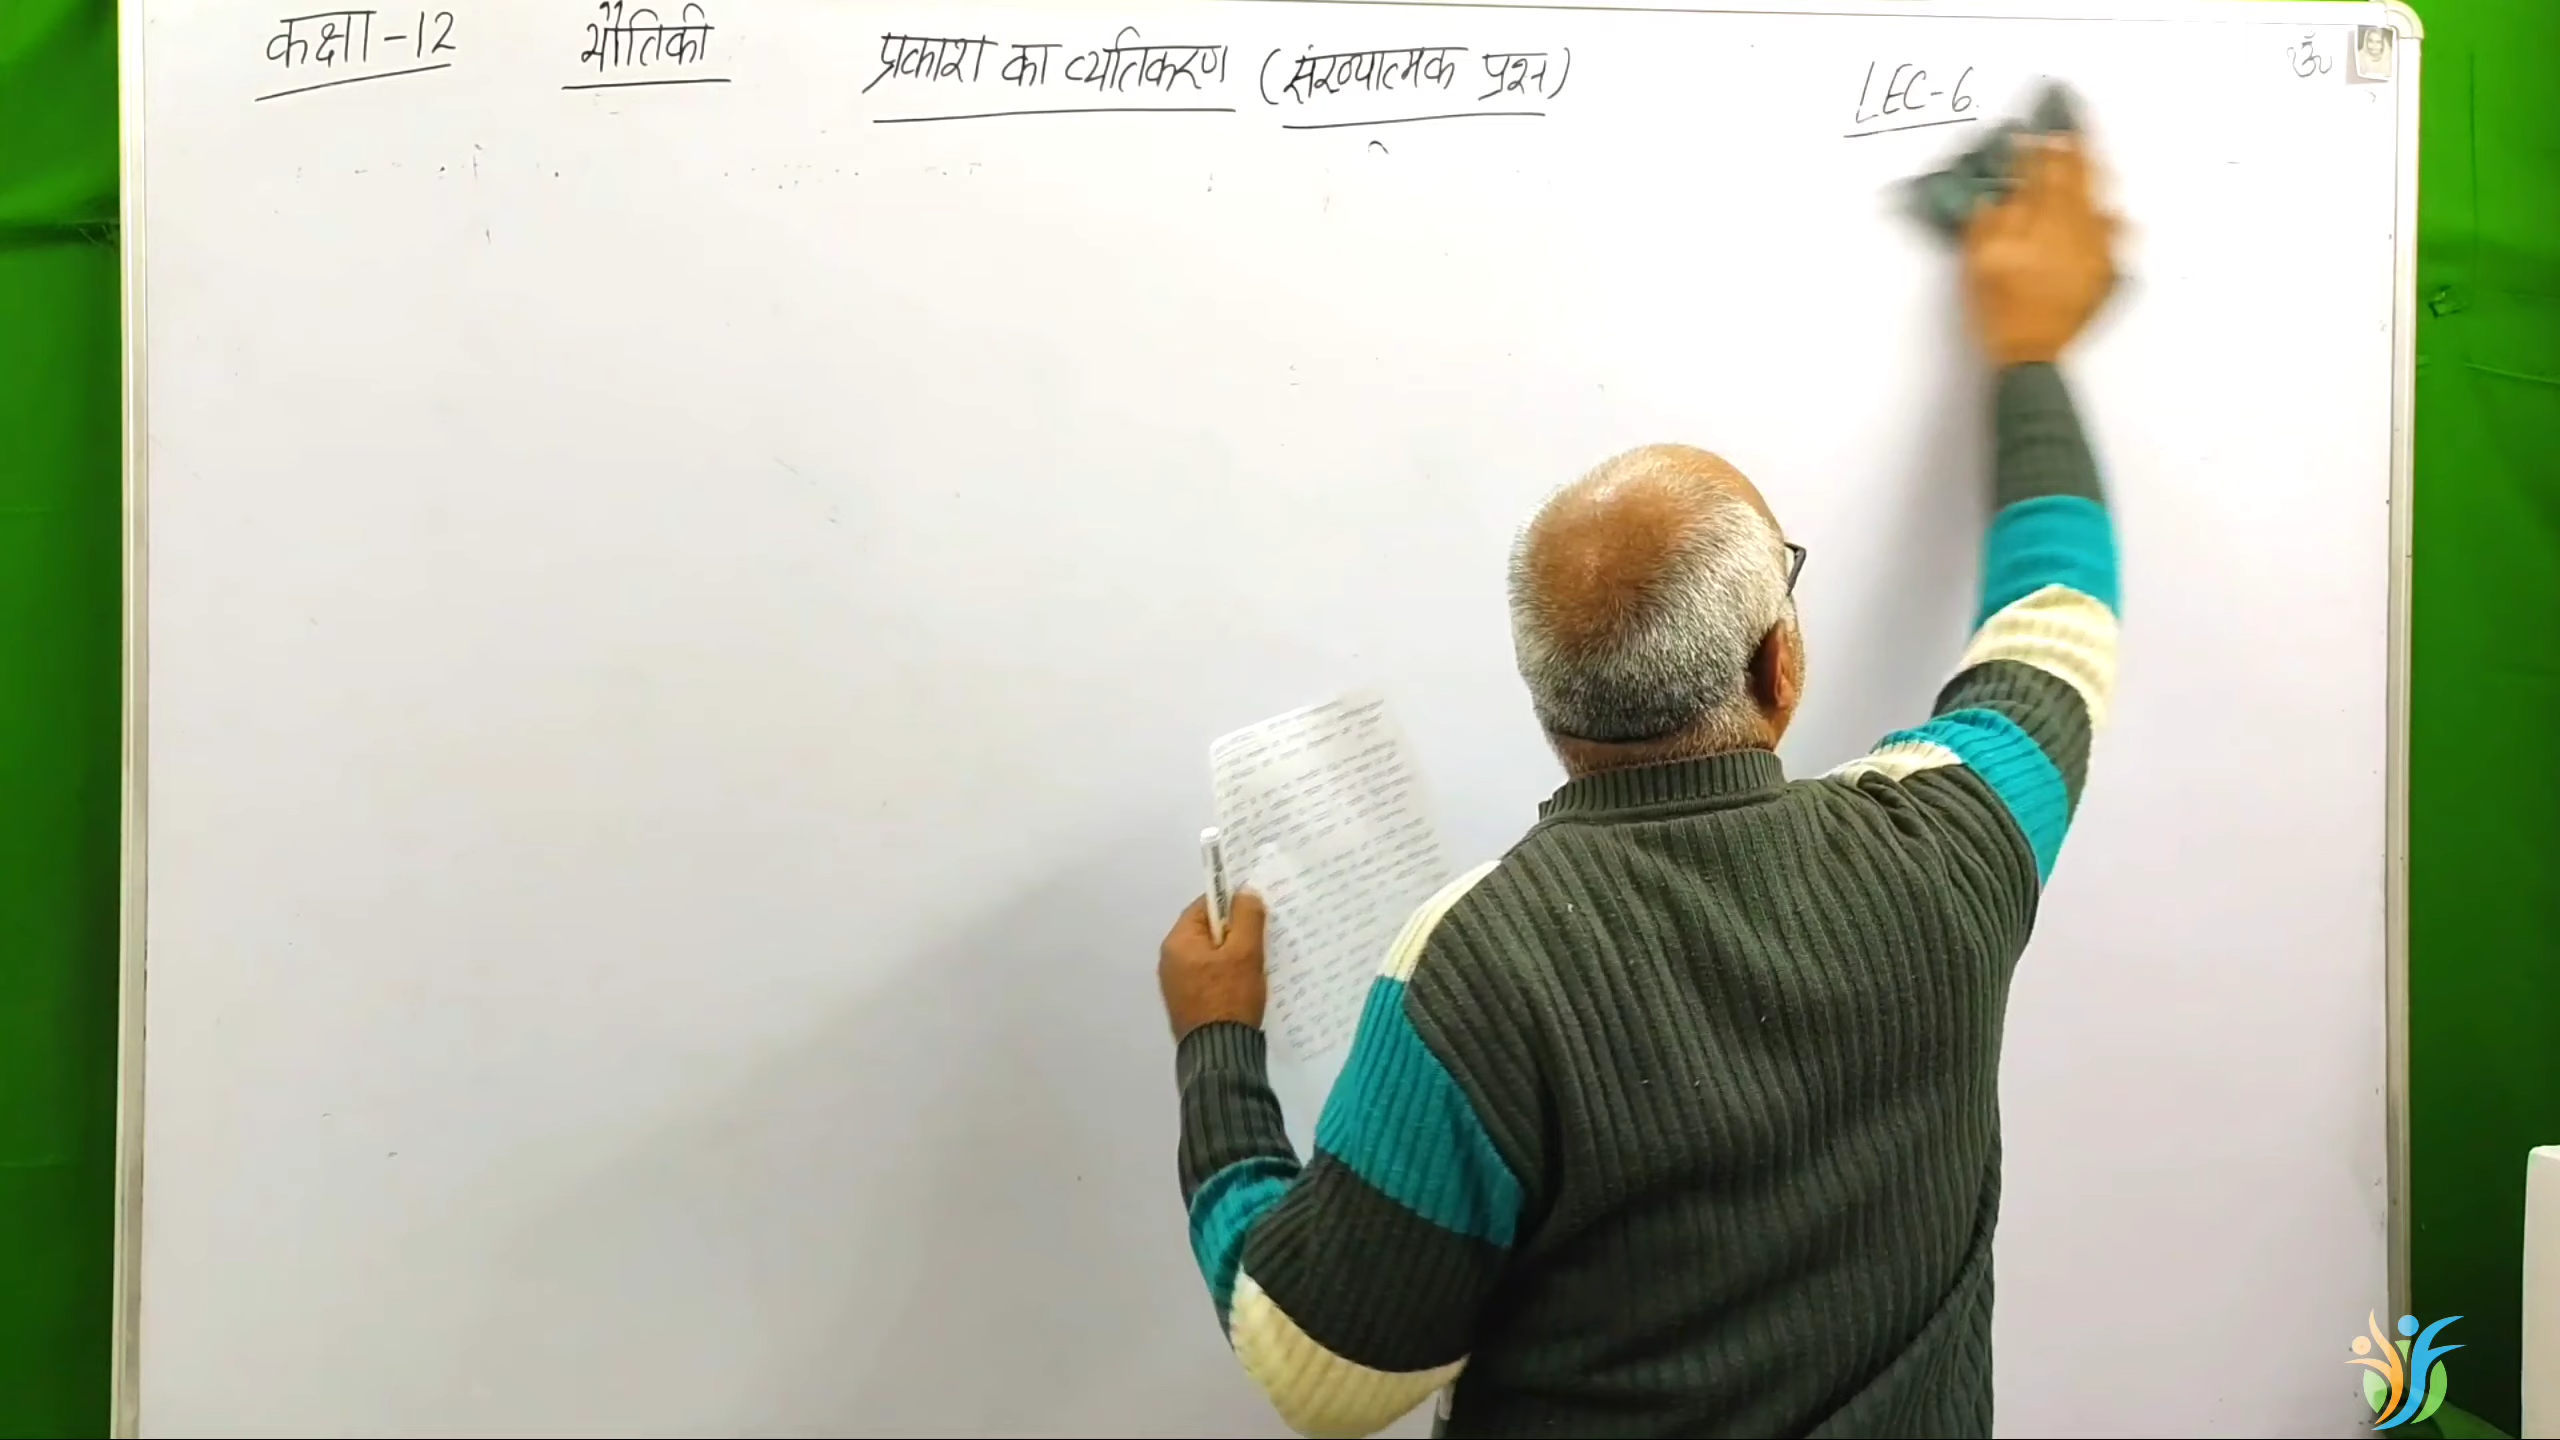 कक्षा -12 भौतिकी प्रकाश का व्यतिकरण (संख्यात्मक प्रश्न) LEC-6. ॐ